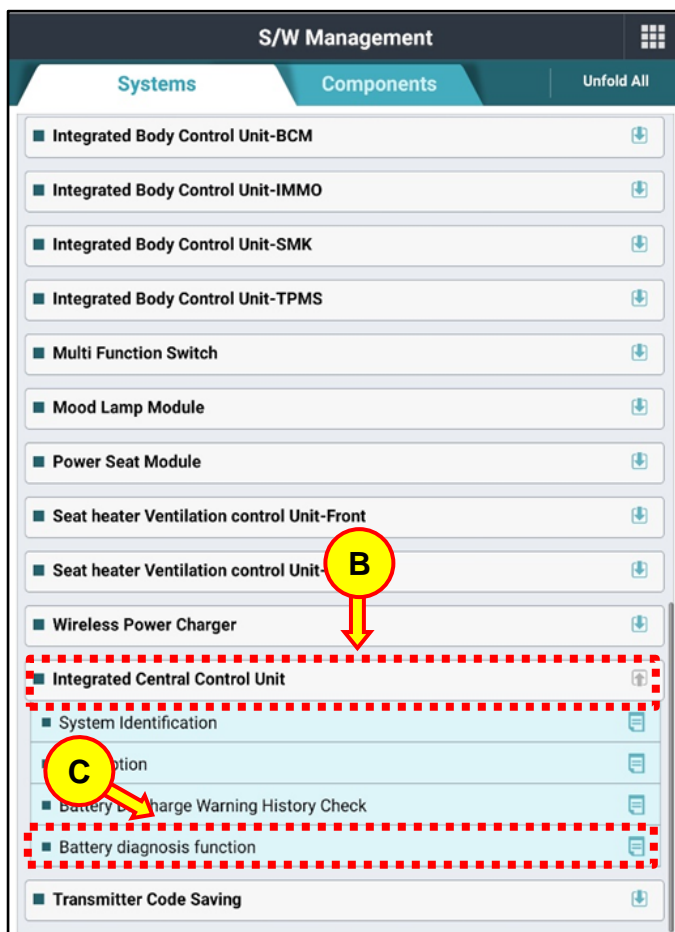 S/W Management
Systems
Components
Unfold All
Integrated Body Control Unit-BCM
Integrated Body Control Unit-IMMO
Integrated Body Control Unit-SMK
Integrated Body Control Unit-TPMS
Multi Function Switch
Mood Lamp Module
Power Seat Module
Seat heater Ventilation control Unit-Front
Seat heater Ventilation control Unit-
B
Wireless Power Charger
Integrated Central Control Unit
System Identification
C
Battery Discharge Warning History Check
Battery diagnosis function
Transmitter Code Saving